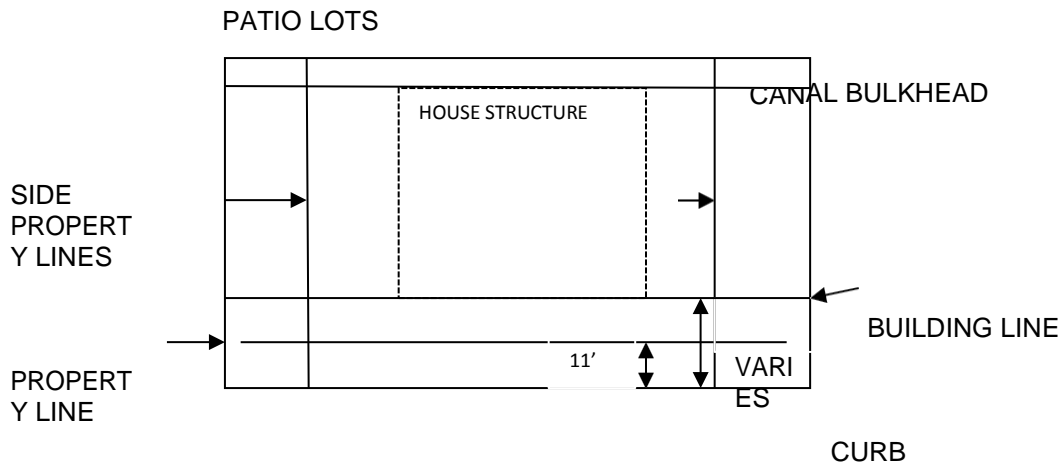 PATIO LOTS
CANAL BULKHEAD
HOUSE STRUCTURE
SIDE
PROPERT
Y LINES
BUILDING LINE
11’
VARI
ES
PROPERT
Y LINE
CURB